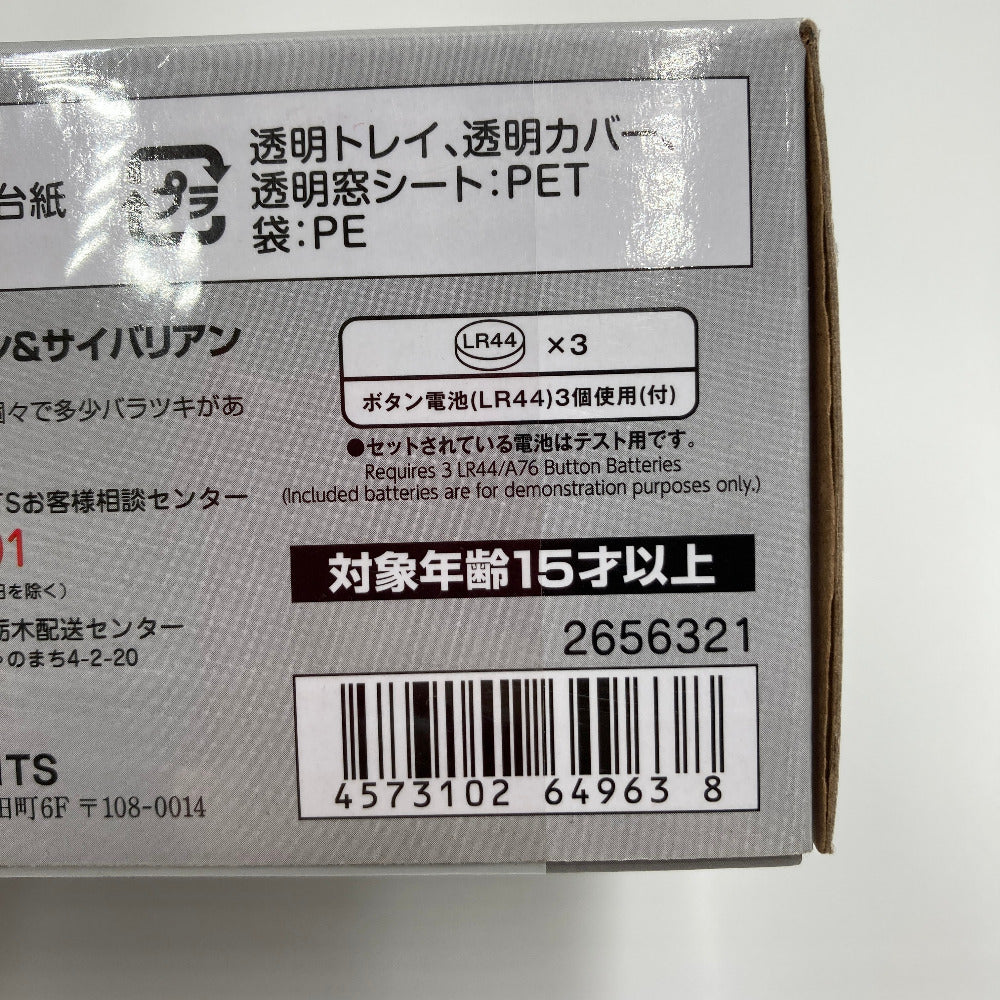 台紙
プラ
透明トレイ、透明カバー、
透明窓シート:PET
袋:PE
ン&サイバリアン
個々で多少バラツキがあ
TSお客様相談センター
01
日を除く)
栃木配送センター
のまち4-2-20
ITS
田町6F 〒108-0014
LR44 ×3
ボタン電池(LR44)3個使用(付)
●セットされている電池はテスト用です。
Requires 3 LR44/A76 Button Batteries
(Included batteries are for demonstration purposes only.)
対象年齢15才以上
2656321
4573102 649638